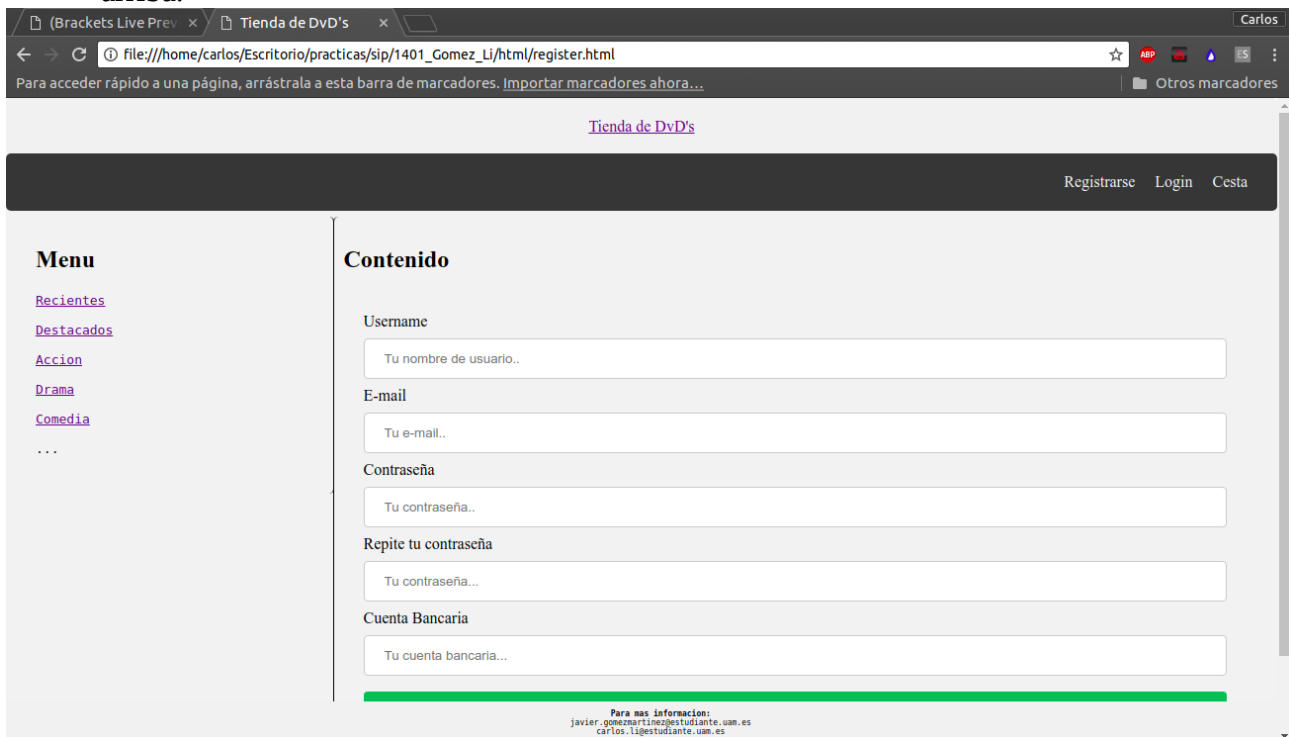 arriba.
(Brackets Live Prev
Tienda de DvD's
Carlos
file:///home/carlos/Escritorio/practicas/sip/1401_Gomez_Li/html/register.html
ABP
ES
Para acceder rápido a una página, arrástrala a esta barra de marcadores. Importar marcadores ahora...
Otros marcadores
Tienda de DvD's
Registrarse Login Cesta
Menu
Recientes
Destacados
Accion
Drama
Comedia
...
Contenido
Username
Tu nombre de usuario..
E-mail
Tu e-mail..
Contraseña
Tu contraseña..
Repite tu contraseña
Tu contraseña...
Cuenta Bancaria
Tu cuenta bancaria...
Para mas informacion:
javier.gomezmartinez@estudiante.uam.es
carlos.li@estudiante.uam.es